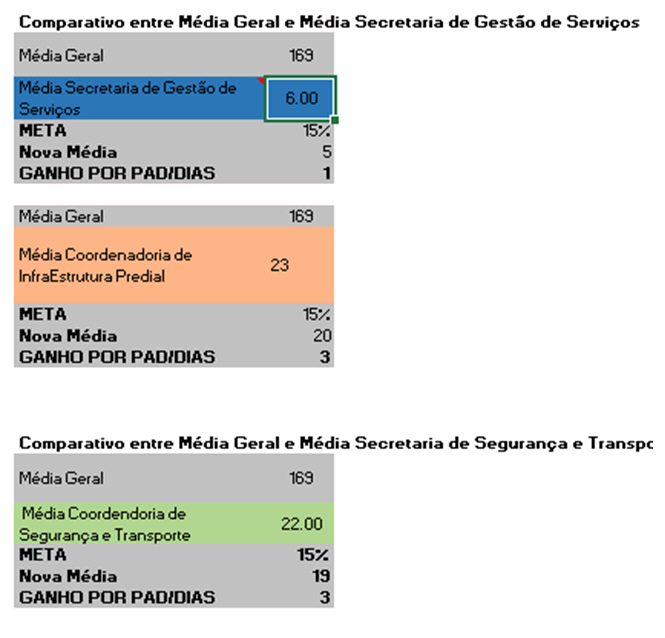 Comparativo entre Média Geral e Média Secretaria de Gestão de Serviços
Média Geral 169
Média Secretaria de Gestão de
Serviços 6.00
META 15%
Nova Média 5
GANHO POR PAD/DIAS 1
Média Geral 169
Média Coordenadoria de
InfraEstrutura Predial 23
META 15%
Nova Média 20
GANHO POR PAD/DIAS 3
Comparativo entre Média Geral e Média Secretaria de Segurança e Transpo
Média Geral 169
Média Coordendoria de
Segurança e Transporte 22.00
META 15%
Nova Média 19
GANHO POR PAD/DIAS 3